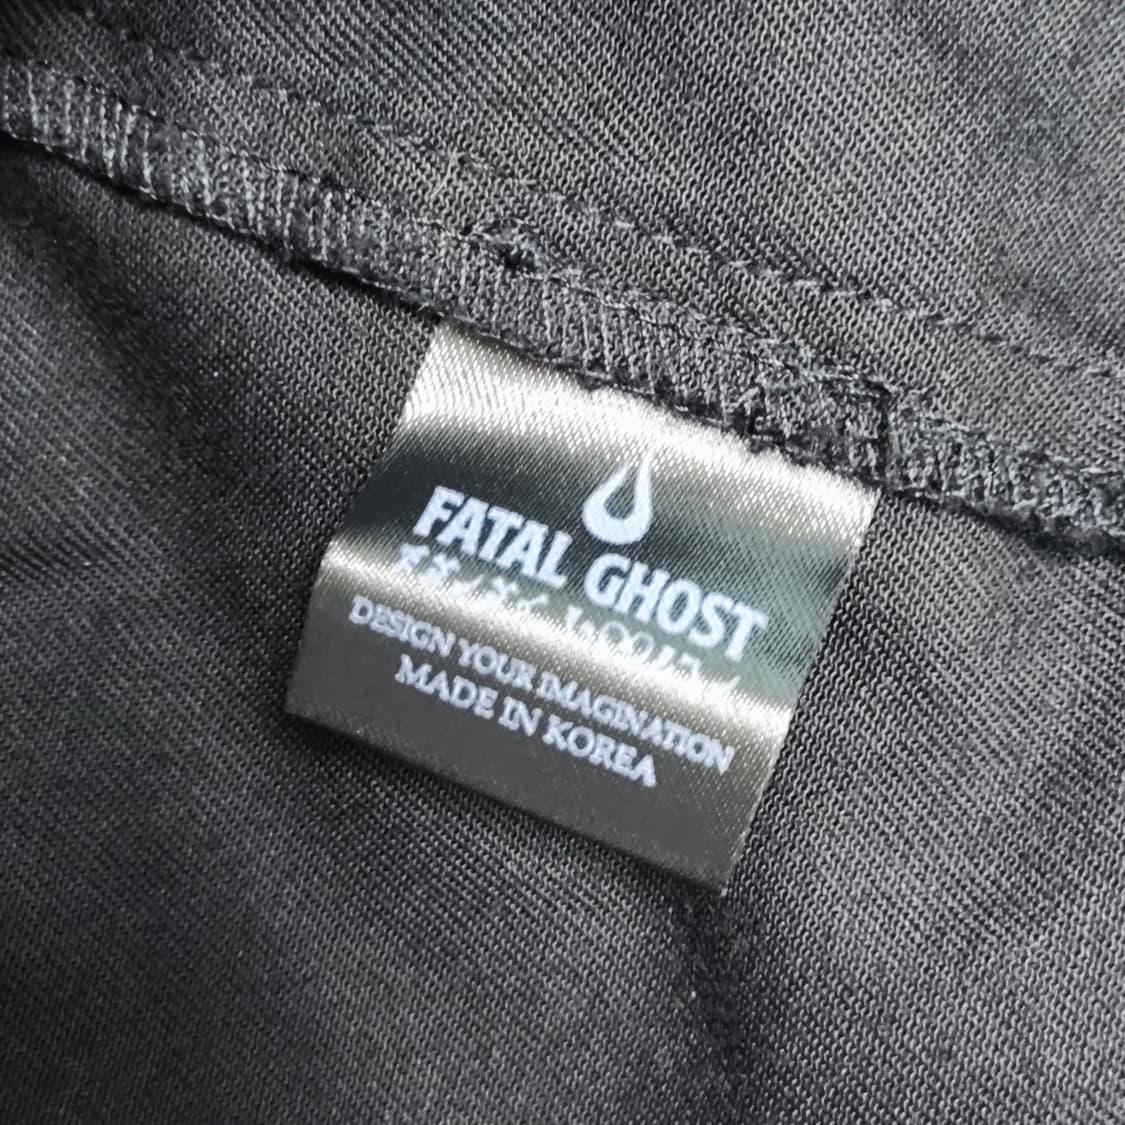 FATAL GHOST
DESIGN YOUR IMAGINATION
MADE IN KOREA